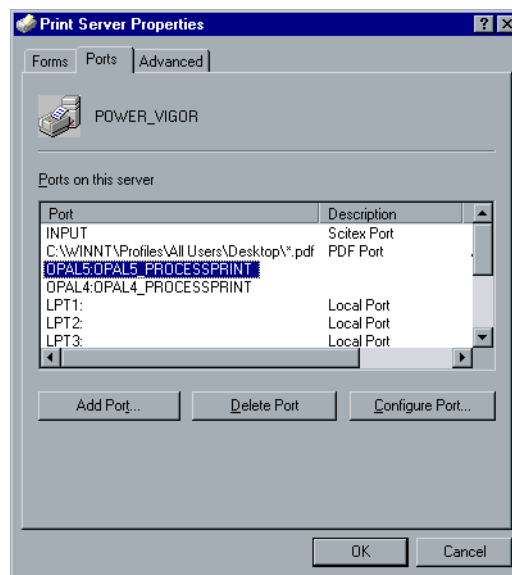 Print Server Properties
Forms Ports Advanced
POWER_VIGOR
Ports on this server
Port Description
INPUT Scitex Port
C:\WINNT\Profiles\All Users\Desktop\*.pdf PDF Port
OPAL5:OPAL5_PROCESSPRINT
OPAL4:OPAL4_PROCESSPRINT
LPT1: Local Port
LPT2: Local Port
LPT3: Local Port
Add Port... Delete Port Configure Port...
OK Cancel